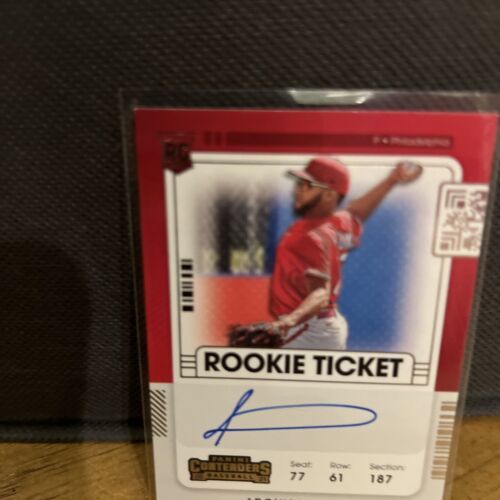 RC
P • Philadelphia
ROOKIE TICKET
PANINI
CONTENDERS
BASEBALL
Seat: Row: Section:
77 61 187